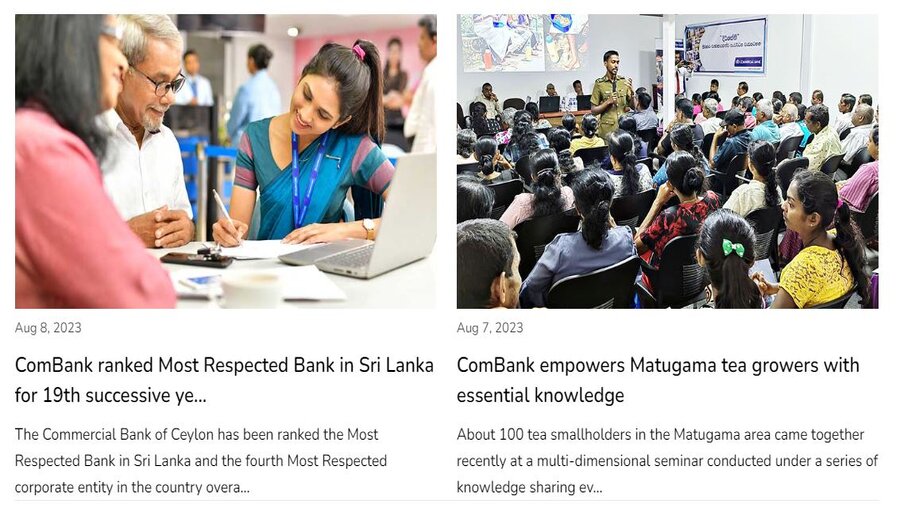 Aug 8, 2023
ComBank ranked Most Respected Bank in Sri Lanka
for 19th successive ye...
The Commercial Bank of Ceylon has been ranked the Most
Respected Bank in Sri Lanka and the fourth Most Respected
corporate entity in the country overa...
Aug 7, 2023
ComBank empowers Matugama tea growers with
essential knowledge
About 100 tea smallholders in the Matugama area came together
recently at a multi-dimensional seminar conducted under a series of
knowledge sharing ev...